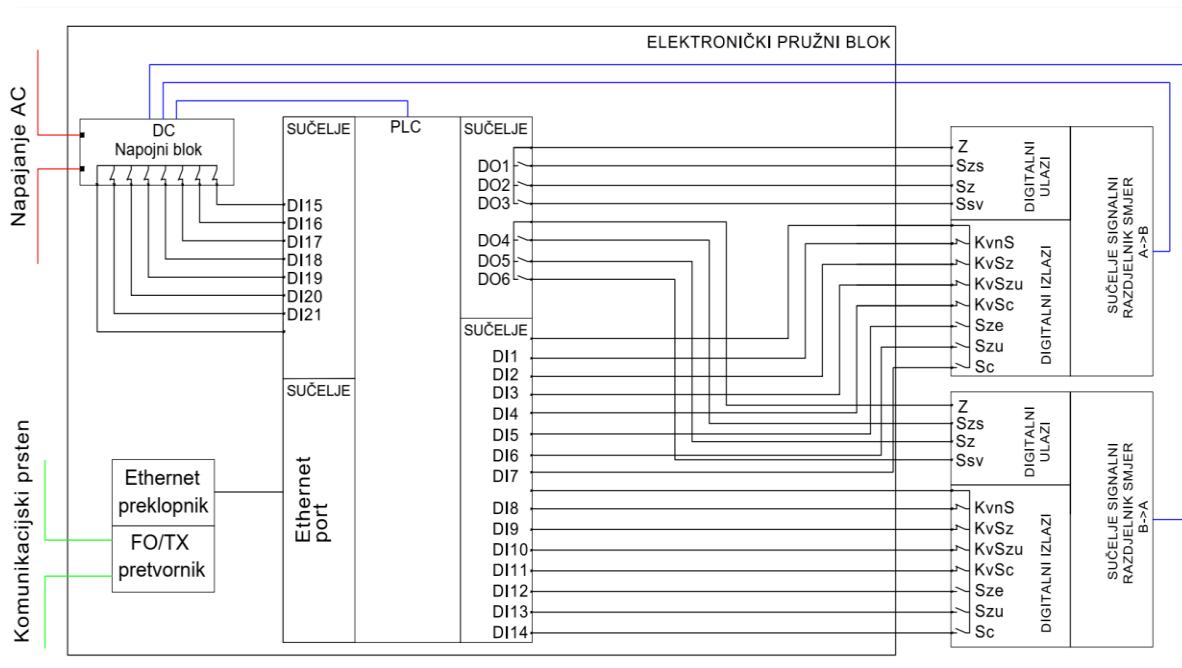 ELEKTRONIČKI PRUŽNI BLOK
Napajanje AC
DC
Napojni blok
SUČELJE
DI15
DI16
DI17
DI18
DI19
DI20
DI21
PLC
SUČELJE
DO1
DO2
DO3
DO4
DO5
DO6
SUČELJE
DI1
DI2
DI3
DI4
DI5
DI6
DI7
DI8
DI9
DI10
DI11
DI12
DI13
DI14
SUČELJE
Ethernet
port
Komunikacijski prsten
Ethernet
preklopnik
FO/TX
pretvornik
Z
Szs
Sz
Ssv
DIGITALNI
ULAZI
KvnS
KvSz
KvSzu
KvSc
Sze
Szu
Sc
DIGITALNI IZLAZI
SUČELJE SIGNALNI
RAZDJELNIK SMJER
A->B
Z
Szs
Sz
Ssv
DIGITALNI
ULAZI
KvnS
KvSz
KvSzu
KvSc
Sze
Szu
Sc
DIGITALNI IZLAZI
SUČELJE SIGNALNI
RAZDJELNIK SMJER
B->A